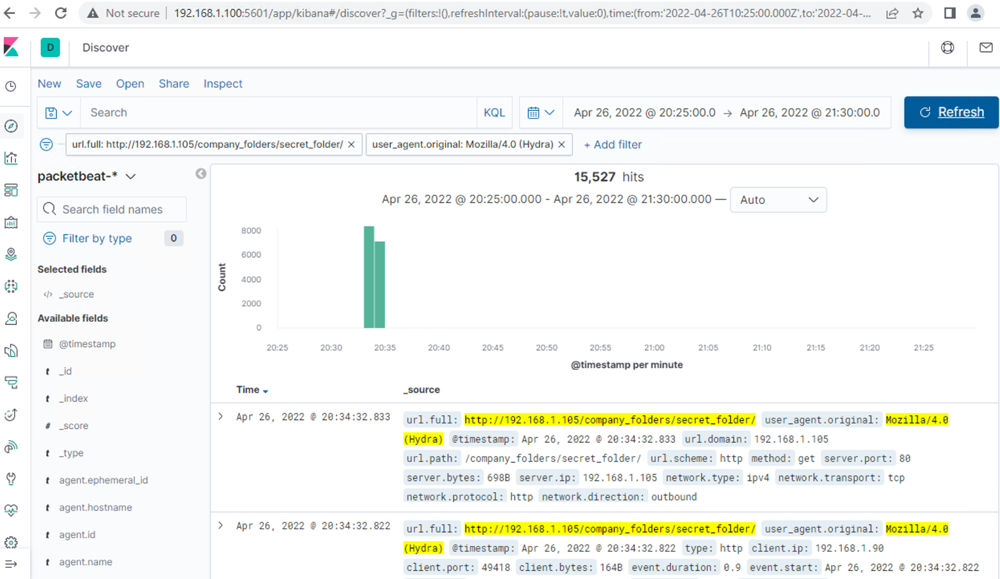 Not secure | 192.168.1.100:5601/app/kibana#/discover?_g=(filters:!(),refreshInterval:(pause:!t,value:0),time:(from:'2022-04-26T10:25:00.000Z',to:'2022-04-...
D Discover
New Save Open Share Inspect
Search KQL Apr 26, 2022 @ 20:25:00.0 → Apr 26, 2022 @ 21:30:00.0 Refresh
url.full: http://192.168.1.105/company_folders/secret_folder/ × user_agent.original: Mozilla/4.0 (Hydra) × + Add filter
packetbeat-*
Search field names
Filter by type 0
Selected fields
</> _source
Available fields
@timestamp
t _id
t _index
# _score
t _type
t agent.ephemeral_id
t agent.hostname
t agent.id
t agent.name
15,527 hits
Apr 26, 2022 @ 20:25:00.000 - Apr 26, 2022 @ 21:30:00.000 — Auto
Count
8000
6000
4000
2000
0
20:25 20:30 20:35 20:40 20:45 20:50 20:55 21:00 21:05 21:10 21:15 21:20 21:25
@timestamp per minute
Time _source
Apr 26, 2022 @ 20:34:32.833 url.full: http://192.168.1.105/company_folders/secret_folder/ user_agent.original: Mozilla/4.0
(Hydra) @timestamp: Apr 26, 2022 @ 20:34:32.833 url.domain: 192.168.1.105
url.path: /company_folders/secret_folder/ url.scheme: http method: get server.port: 80
server.bytes: 698B server.ip: 192.168.1.105 network.type: ipv4 network.transport: tcp
network.protocol: http network.direction: outbound
Apr 26, 2022 @ 20:34:32.822 url.full: http://192.168.1.105/company_folders/secret_folder/ user_agent.original: Mozilla/4.0
(Hydra) @timestamp: Apr 26, 2022 @ 20:34:32.822 type: http client.ip: 192.168.1.90
client.port: 49418 client.bytes: 164B event.duration: 0.9 event.start: Apr 26, 2022 @ 20:34:32.822